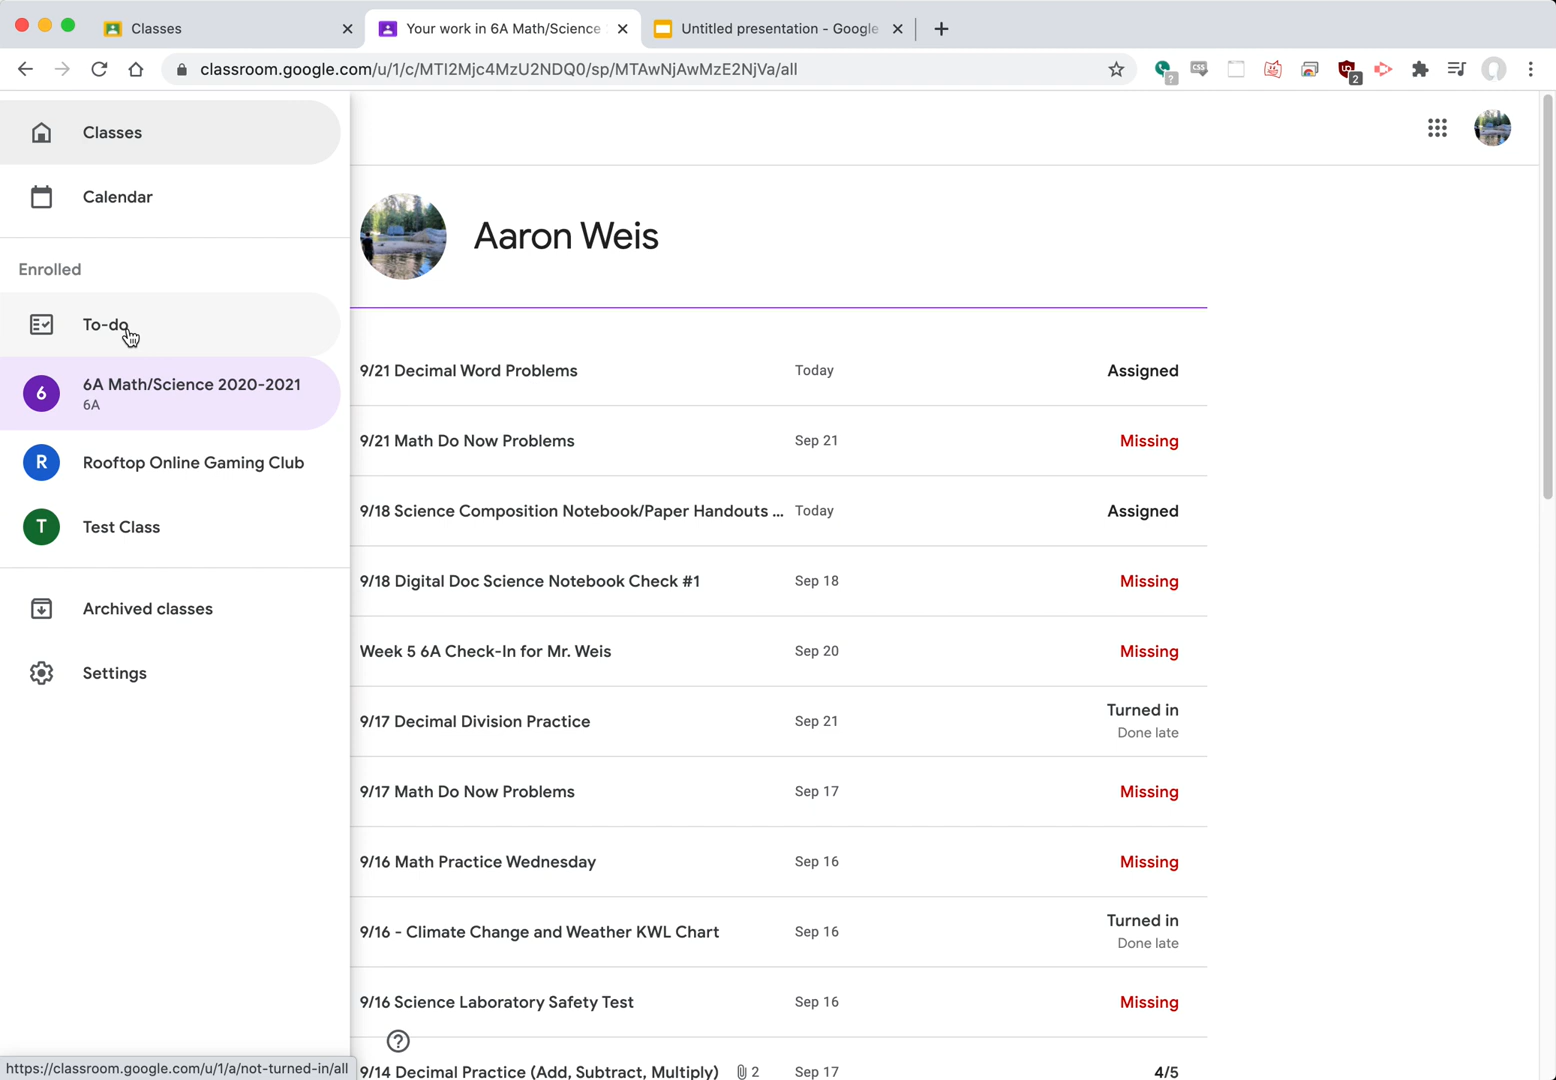 Classes
Your work in 6A Math/Science
Untitled presentation - Google
classroom.google.com/u/1/c/MTI2Mjc4MzU2NDQ0/sp/MTAwNjAwMzE2NjVa/all
CSS
?
2
Classes
Calendar
Enrolled
To-do
6
6A Math/Science 2020-2021
6A
R
Rooftop Online Gaming Club
T
Test Class
Archived classes
Settings
Aaron Weis
9/21 Decimal Word Problems Today Assigned
9/21 Math Do Now Problems Sep 21 Missing
9/18 Science Composition Notebook/Paper Handouts ... Today Assigned
9/18 Digital Doc Science Notebook Check #1 Sep 18 Missing
Week 5 6A Check-In for Mr. Weis Sep 20 Missing
9/17 Decimal Division Practice Sep 21 Turned in
Done late
9/17 Math Do Now Problems Sep 17 Missing
9/16 Math Practice Wednesday Sep 16 Missing
9/16 - Climate Change and Weather KWL Chart Sep 16 Turned in
Done late
9/16 Science Laboratory Safety Test Sep 16 Missing
?
9/14 Decimal Practice (Add, Subtract, Multiply) 2 Sep 17 4/5
https://classroom.google.com/u/1/a/not-turned-in/all